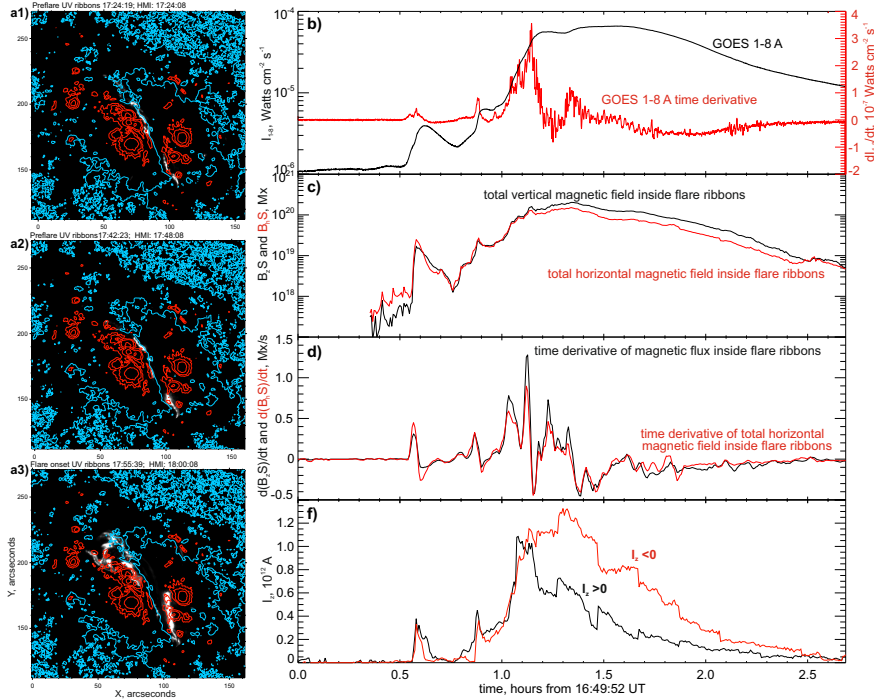 a1)
Preflare UV ribbons 17:24:19; HMI: 17:24:08
200
150
100
50
0
0
50
100
150
a2)
Preflare UV ribbons17:42:23; HMI: 17:48:08
200
150
100
50
0
0
50
100
150
a3)
Flare onset UV ribbons 17:55:39; HMI: 18:00:08
Y, arcseconds
200
150
100
50
0
0
50
100
150
X, arcseconds
b)
I1-8, Watts cm-2 s-1
10-4
10-5
10-6
GOES 1-8 A
GOES 1-8 A time derivative
4
3
2
1
0
-1
-2
10-7 Watts cm-2 s-1
c)
BzS and BhS, Mx
1021
1020
1019
1018
total vertical magnetic field inside flare ribbons
total horizontal magnetic field inside flare ribbons
d)
d(BzS)/dt and d(BhS)/dt, Mx/s
1.5
1.0
0.5
0.0
-0.5
time derivative of magnetic flux inside flare ribbons
time derivative of total horizontal
magnetic field inside flare ribbons
f)
Iz, 1012 A
1.2
1.0
0.8
0.6
0.4
0.2
0
Iz <0
Iz >0
0.0
0.5
1.0
1.5
2.0
2.5
time, hours from 16:49:52 UT